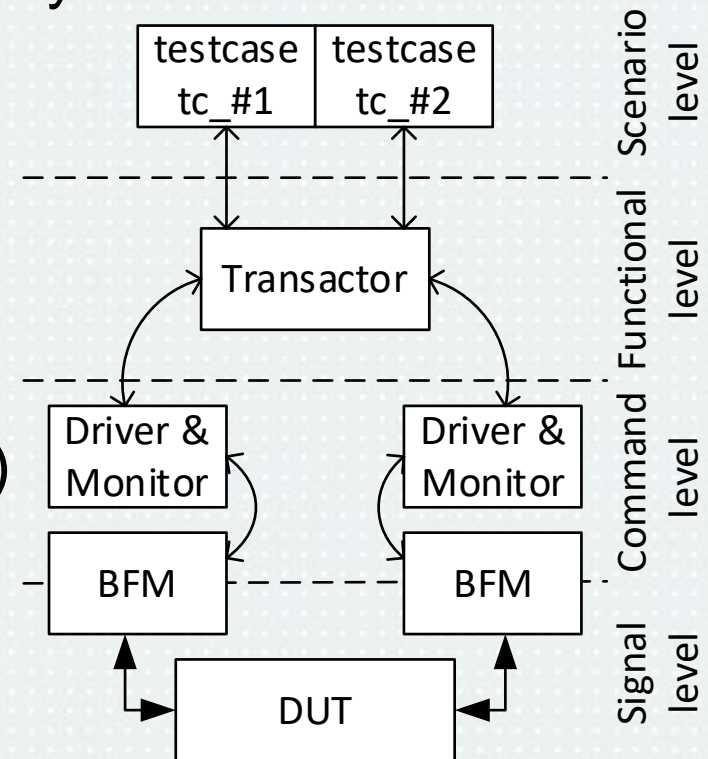 y
testcase
tc_#1
testcase
tc_#2
Scenario
level
Transactor
Functional
level
)
Driver &
Monitor
Driver &
Monitor
Command
level
BFM
BFM
DUT
Signal
level